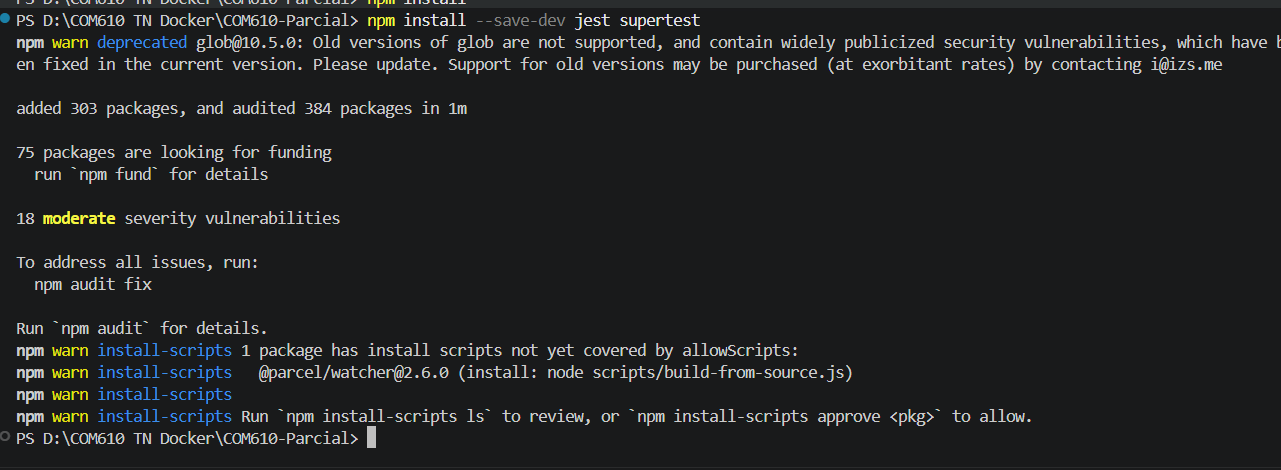 npm install
PS D:\COM610 TN Docker\COM610-Parcial> npm install --save-dev jest supertest
npm warn deprecated glob@10.5.0: Old versions of glob are not supported, and contain widely publicized security vulnerabilities, which have b
en fixed in the current version. Please update. Support for old versions may be purchased (at exorbitant rates) by contacting i@izs.me
added 303 packages, and audited 384 packages in 1m
75 packages are looking for funding
  run `npm fund` for details
18 moderate severity vulnerabilities
To address all issues, run:
  npm audit fix
Run `npm audit` for details.
npm warn install-scripts 1 package has install scripts not yet covered by allowScripts:
npm warn install-scripts   @parcel/watcher@2.6.0 (install: node scripts/build-from-source.js)
npm warn install-scripts
npm warn install-scripts Run `npm install-scripts ls` to review, or `npm install-scripts approve <pkg>` to allow.
PS D:\COM610 TN Docker\COM610-Parcial>